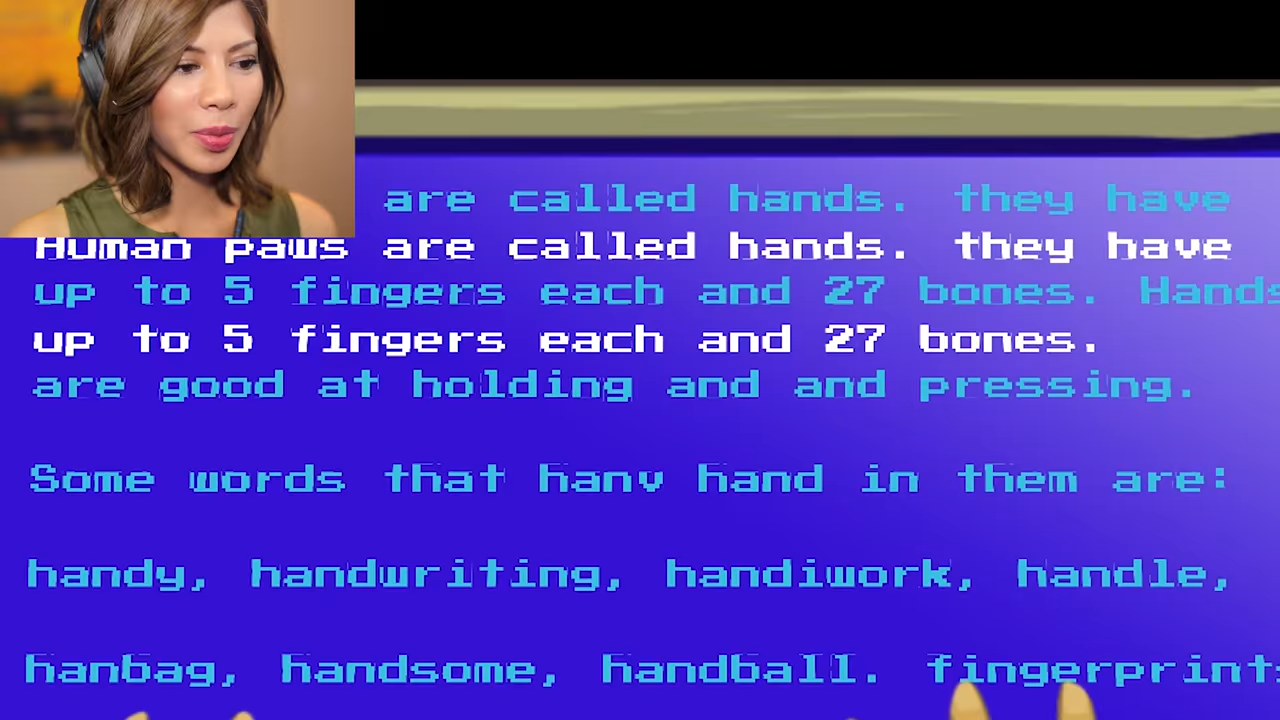 are called hands. they have
Human paws are called hands. they have
up to 5 fingers each and 27 bones. Hands
up to 5 fingers each and 27 bones.
are good at holding and and pressing.
Some words that hanv hand in them are:
handy, handwriting, handiwork, handle,
hanbag, handsome, handball. fingerprints